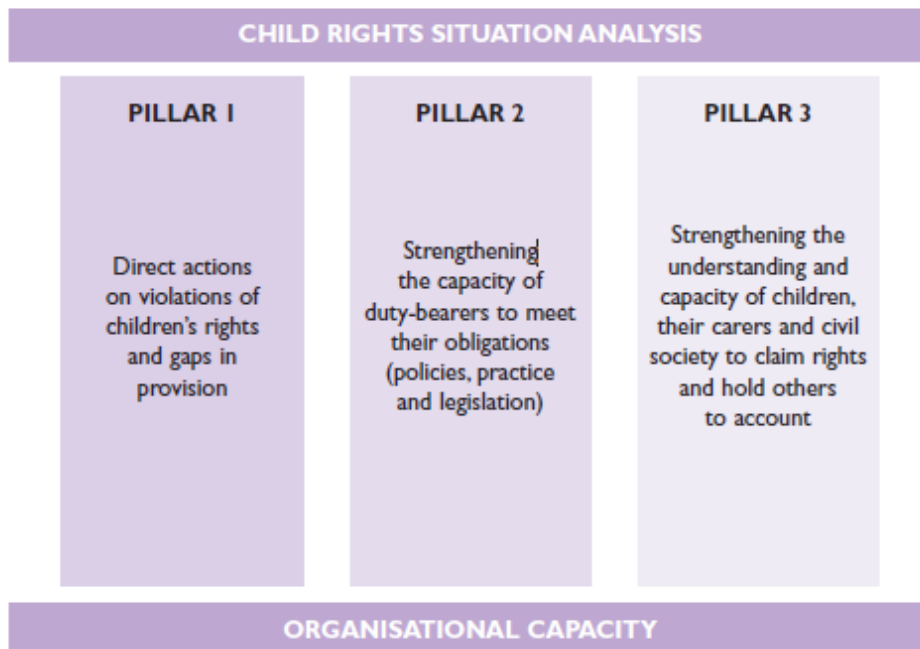 CHILD RIGHTS SITUATION ANALYSIS
PILLAR 1
Direct actions
on violations of
children’s rights
and gaps in
provision
PILLAR 2
Strengthening
the capacity of
duty-bearers to meet
their obligations
(policies, practice
and legislation)
PILLAR 3
Strengthening the
understanding and
capacity of children,
their carers and civil
society to claim rights
and hold others
to account
ORGANISATIONAL CAPACITY